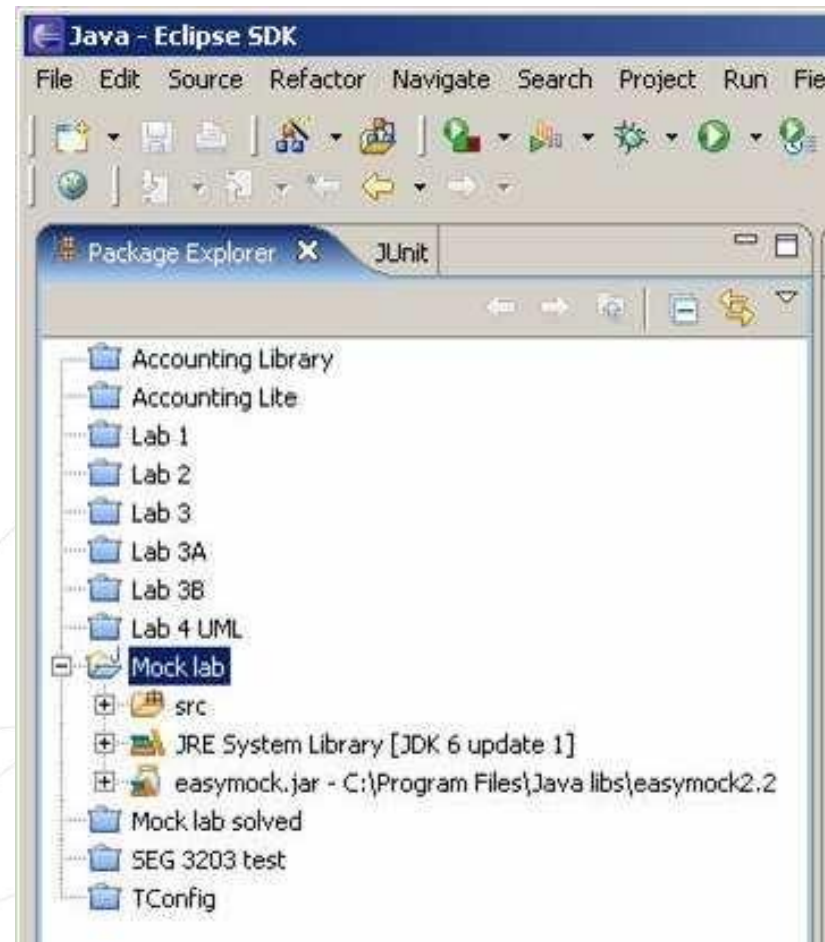 Java - Eclipse SDK
File Edit Source Refactor Navigate Search Project Run Fie
Package Explorer JUnit
Accounting Library
Accounting Lite
Lab 1
Lab 2
Lab 3
Lab 3A
Lab 3B
Lab 4 UML
Mock lab
src
JRE System Library [JDK 6 update 1]
easymock.jar - C:\Program Files\Java libs\easymock2.2
Mock lab solved
SEG 3203 test
TConfig